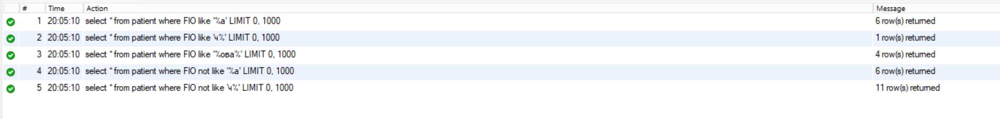 # Time Action Message
1 20:05:10 select * from patient where FIO like '%а' LIMIT 0, 1000 6 row(s) returned
2 20:05:10 select * from patient where FIO like 'ч%' LIMIT 0, 1000 1 row(s) returned
3 20:05:10 select * from patient where FIO like '%ова%' LIMIT 0, 1000 4 row(s) returned
4 20:05:10 select * from patient where FIO not like '%а' LIMIT 0, 1000 6 row(s) returned
5 20:05:10 select * from patient where FIO not like 'ч%' LIMIT 0, 1000 11 row(s) returned